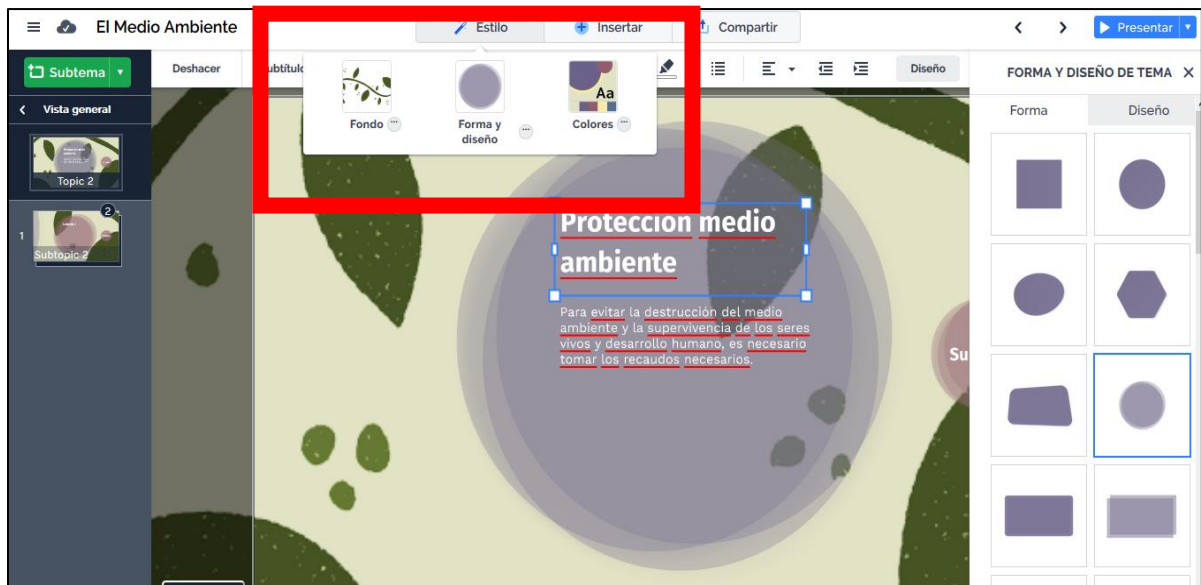 El Medio Ambiente
Estilo
Insertar
Compartir
Presentar
Subtema
Deshacer
Diseño
FORMA Y DISEÑO DE TEMA
Vista general
Fondo
Forma y
diseño
Aa
Colores
Forma
Diseño
Topic 2
2
1
Subtopic 2
Protección medio
ambiente
Para evitar la destrucción del medio
ambiente y la supervivencia de los seres
vivos y desarrollo humano, es necesario
tomar los recaudos necesarios.
Su